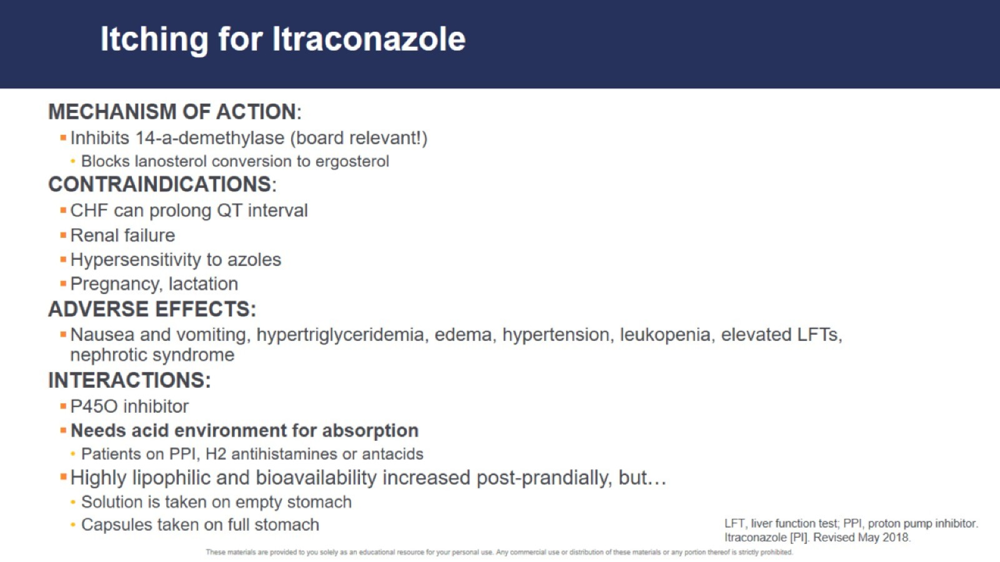 Itching for Itraconazole
MECHANISM OF ACTION:
▪ Inhibits 14-a-demethylase (board relevant!)
• Blocks lanosterol conversion to ergosterol
CONTRAINDICATIONS:
▪ CHF can prolong QT interval
▪ Renal failure
▪ Hypersensitivity to azoles
▪ Pregnancy, lactation
ADVERSE EFFECTS:
▪ Nausea and vomiting, hypertriglyceridemia, edema, hypertension, leukopenia, elevated LFTs,
nephrotic syndrome
INTERACTIONS:
▪ P45O inhibitor
▪ Needs acid environment for absorption
• Patients on PPI, H2 antihistamines or antacids
▪ Highly lipophilic and bioavailability increased post-prandially, but…
• Solution is taken on empty stomach
• Capsules taken on full stomach
LFT, liver function test; PPI, proton pump inhibitor.
Itraconazole [PI]. Revised May 2018.
These materials are provided to you solely as an educational resource for your personal use. Any commercial use or distribution of these materials or any portion thereof is strictly prohibited.